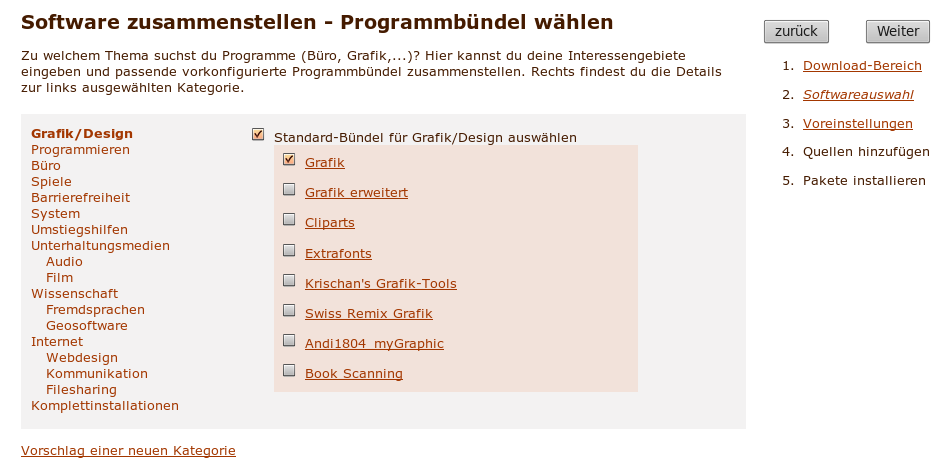 Software zusammenstellen - Programmbündel wählen
Zu welchem Thema suchst du Programme (Büro, Grafik,...)? Hier kannst du deine Interessengebiete
eingeben und passende vorkonfigurierte Programmbündel zusammenstellen. Rechts findest du die Details
zur links ausgewählten Kategorie.
zurück
Weiter
1. Download-Bereich
2. Softwareauswahl
3. Voreinstellungen
4. Quellen hinzufügen
5. Pakete installieren
Grafik/Design
Programmieren
Büro
Spiele
Barrierefreiheit
System
Umstiegshilfen
Unterhaltungsmedien
Audio
Film
Wissenschaft
Fremdsprachen
Geosoftware
Internet
Webdesign
Kommunikation
Filesharing
Komplettinstallationen
Standard-Bündel für Grafik/Design auswählen
Grafik
Grafik erweitert
Cliparts
Extrafonts
Krischan's Grafik-Tools
Swiss Remix Grafik
Andi1804_myGraphic
Book Scanning
Vorschlag einer neuen Kategorie